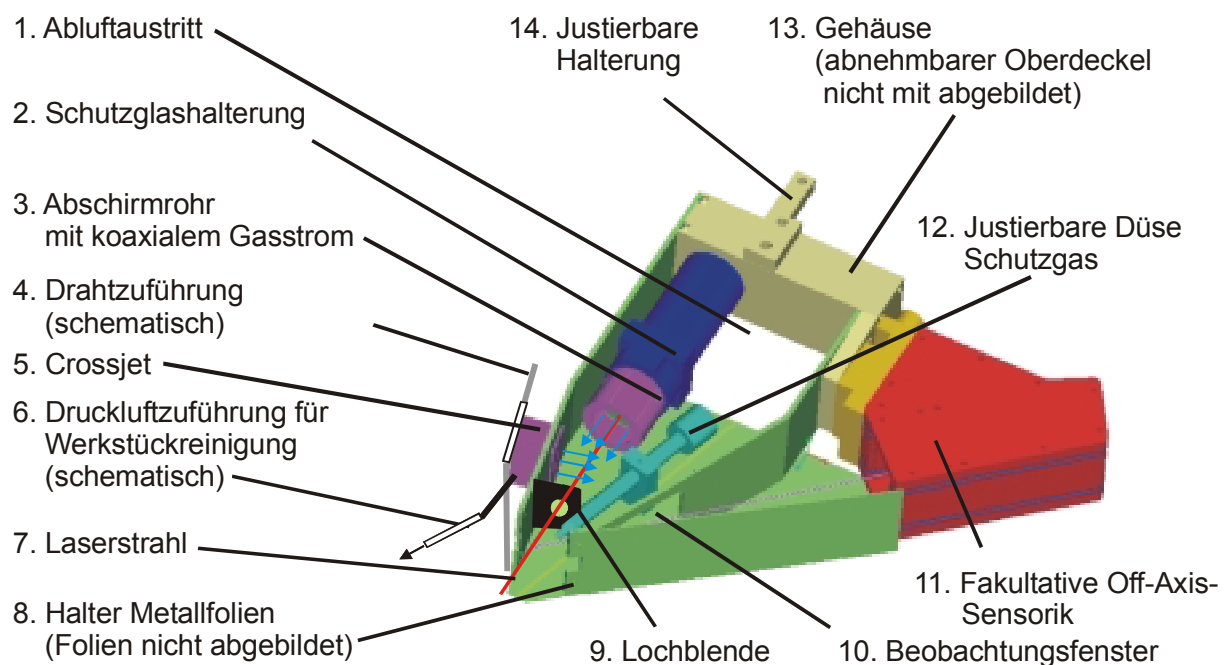 1. Abluftaustritt
2. Schutzglashalterung
3. Abschirmrohr
mit koaxialem Gasstrom
4. Drahtzuführung
(schematisch)
5. Crossjet
6. Druckluftzuführung für
Werkstückreinigung
(schematisch)
7. Laserstrahl
8. Halter Metallfolien
(Folien nicht abgebildet)
9. Lochblende
10. Beobachtungsfenster
11. Fakultative Off-Axis-
Sensorik
12. Justierbare Düse
Schutzgas
13. Gehäuse
(abnehmbarer Oberdeckel
nicht mit abgebildet)
14. Justierbare
Halterung